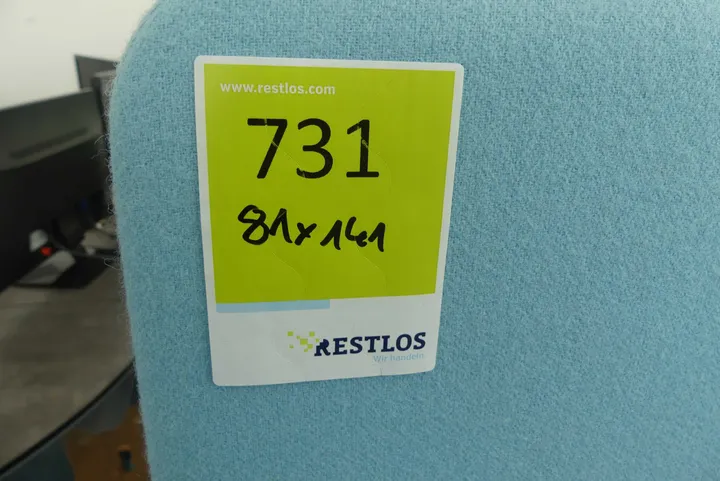 www.restlos.com
731
81x141
RESTLOS
Wir handeln